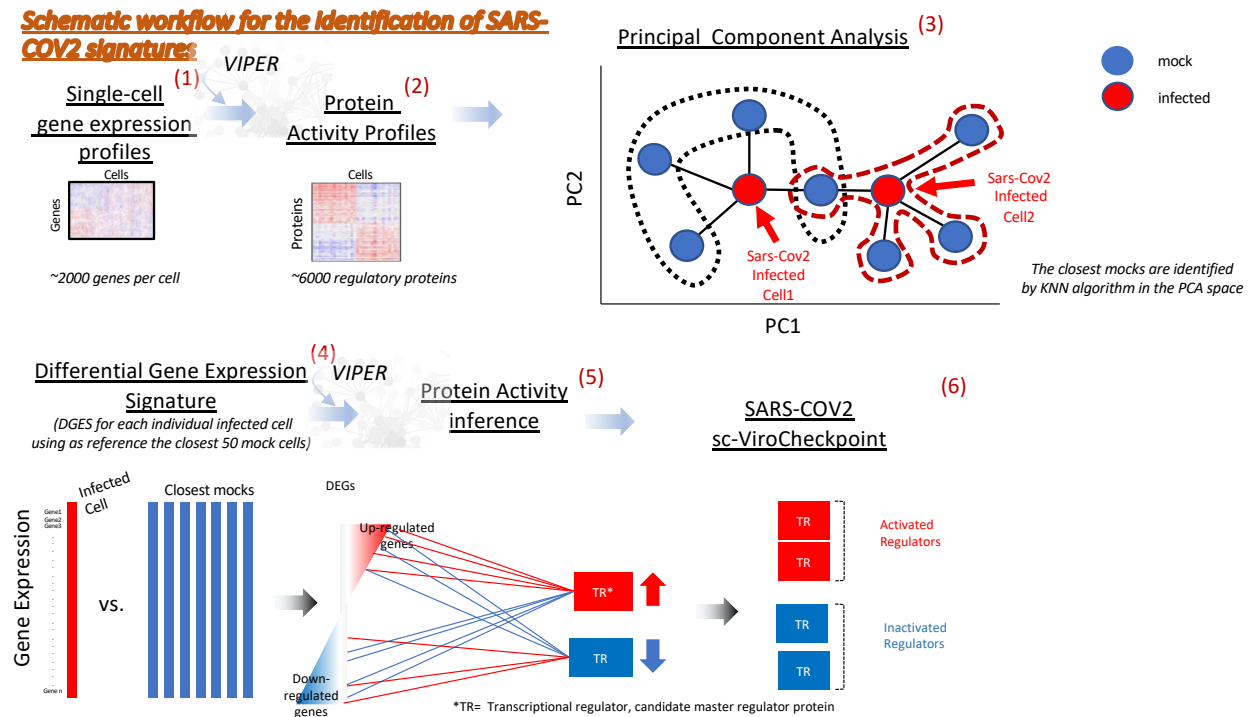 Schematic workflow for the identification of SARS-
COV2 signatures
(1)
VIPER
Single-cell
gene expression
profiles
Cells
Genes
~2000 genes per cell
(2)
Protein
Activity Profiles
Cells
Proteins
~6000 regulatory proteins
Principal Component Analysis
(3)
mock
infected
PC2
Sars-Cov2
Infected
Cell1
Sars-Cov2
Infected
Cell2
PC1
The closest mocks are identified
by KNN algorithm in the PCA space
(4)
Differential Gene Expression
Signature
(DGES for each individual infected cell
using as reference the closest 50 mock cells)
VIPER
(5)
Protein Activity
inference
(6)
SARS-COV2
sc-ViroCheckpoint
Gene Expression
Infected
Cell
Gene1
Gene2
Gene3
Gene n
vs.
Closest mocks
DEGs
Up-regulated
genes
Down-
regulated
genes
TR*
TR
TR
TR
Activated
Regulators
TR
TR
Inactivated
Regulators
*TR= Transcriptional regulator, candidate master regulator protein